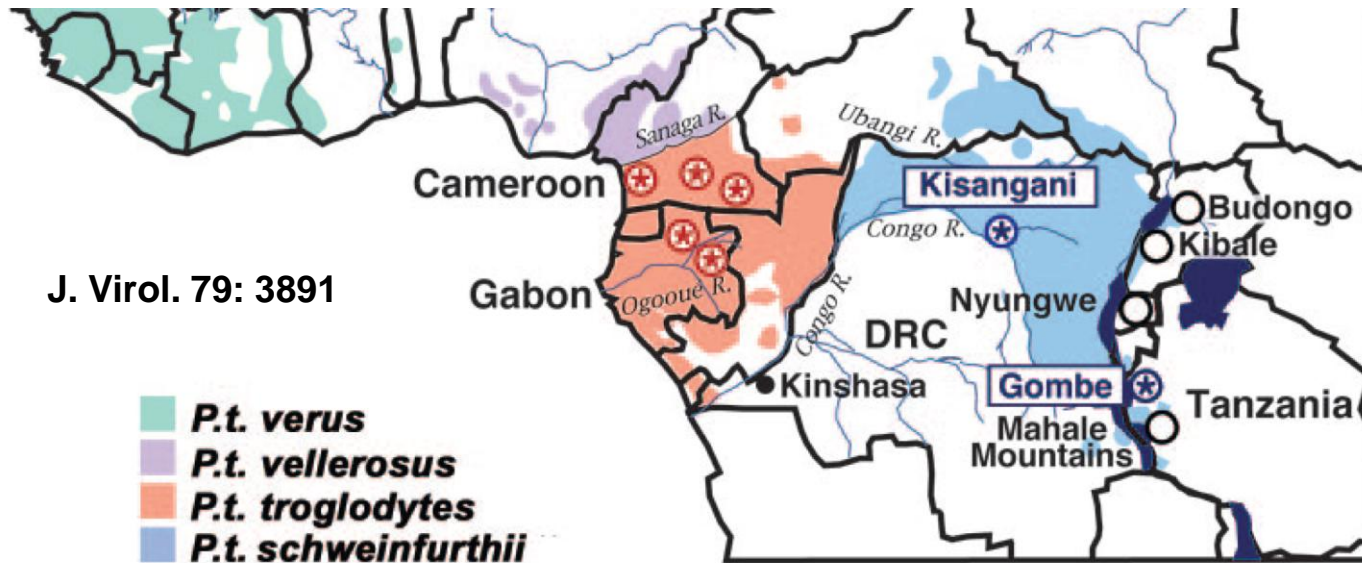 Sanaga R.
Ubangi R.
Cameroon
Kisangani
Budongo
Congo R.
Kibale
J. Virol. 79: 3891
Gabon
Ogooué R.
Nyungwe
Congo R.
DRC
Kinshasa
Gombe
Tanzania
Mahale
Mountains
P.t. verus
P.t. vellerosus
P.t. troglodytes
P.t. schweinfurthii